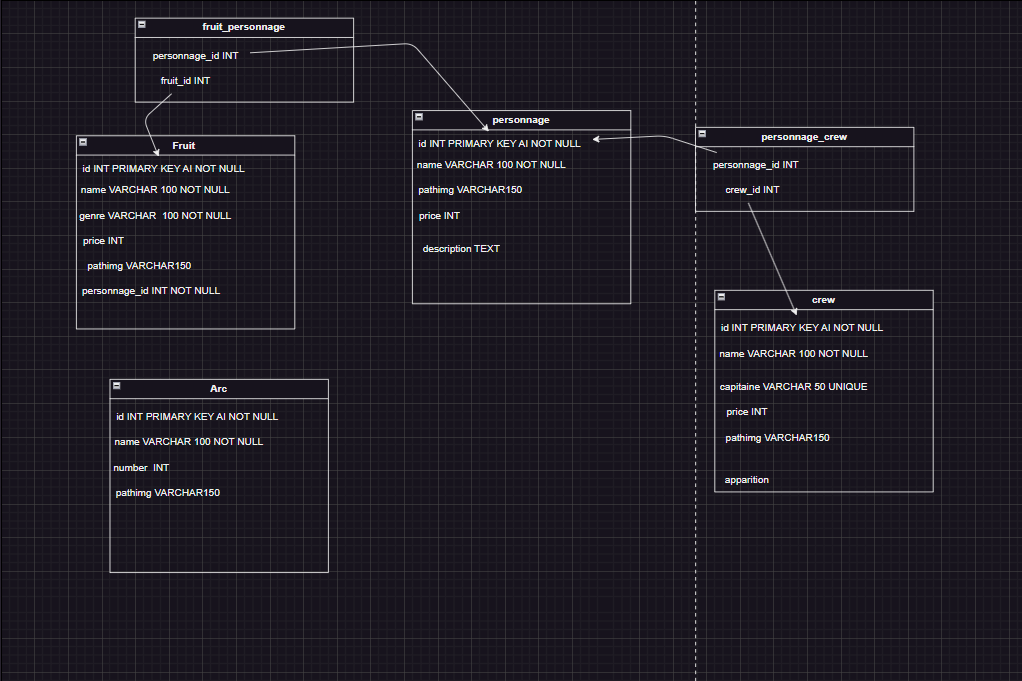 fruit_personnage
personnage_id INT
fruit_id INT
Fruit
id INT PRIMARY KEY AI NOT NULL
name VARCHAR 100 NOT NULL
genre VARCHAR  100 NOT NULL
price INT
pathimg VARCHAR150
personnage_id INT NOT NULL
personnage
id INT PRIMARY KEY AI NOT NULL
name VARCHAR 100 NOT NULL
pathimg VARCHAR150
price INT
description TEXT
personnage_crew
personnage_id INT
crew_id INT
crew
id INT PRIMARY KEY AI NOT NULL
name VARCHAR 100 NOT NULL
capitaine VARCHAR 50 UNIQUE
price INT
pathimg VARCHAR150
apparition
Arc
id INT PRIMARY KEY AI NOT NULL
name VARCHAR 100 NOT NULL
number  INT
pathimg VARCHAR150